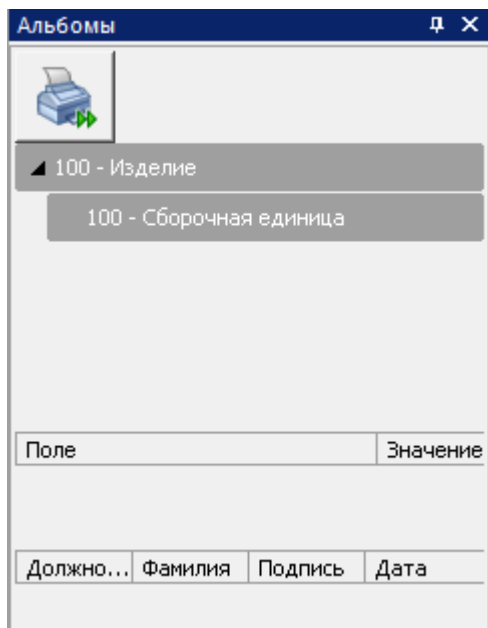 Альбомы
100 - Изделие
100 - Сборочная единица
Поле Значение
Должно... Фамилия Подпись Дата